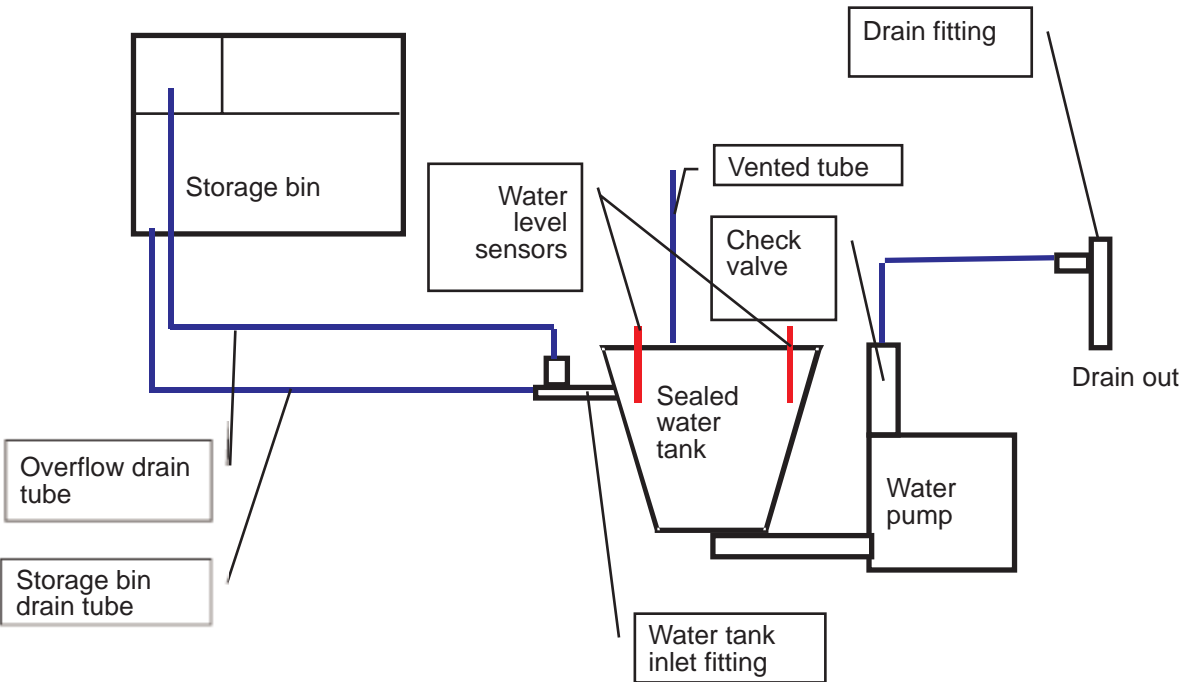 Drain fitting
Storage bin
Water
level
sensors
Vented tube
Check
valve
Sealed
water
tank
Drain out
Overflow drain
tube
Water
pump
Storage bin
drain tube
Water tank
inlet fitting